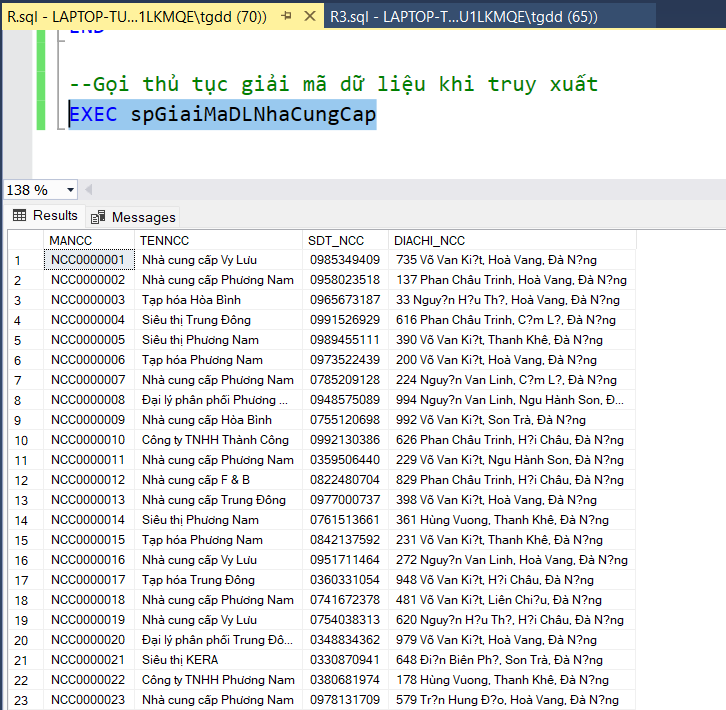 R.sql - LAPTOP-TU...1LKMQE\tgdd (70)) R3.sql - LAPTOP-T...U1LKMQE\tgdd (65))
END
--Gọi thủ tục giải mã dữ liệu khi truy xuất
EXEC spGiaiMaDLNhaCungCap
138 %
Results Messages
MANCC TENNCC SDT_NCC DIACHI_NCC
1 NCC0000001 Nhà cung cấp Vy Lưu 0985349409 735 Võ Van Ki?t, Hoà Vang, Đà N?ng
2 NCC0000002 Nhà cung cấp Phương Nam 0958023518 137 Phan Châu Trinh, Hoà Vang, Đà N?ng
3 NCC0000003 Tạp hóa Hòa Bình 0965673187 33 Nguy?n H?u Th?, Hoà Vang, Đà N?ng
4 NCC0000004 Siêu thị Trung Đông 0991526929 616 Phan Châu Trinh, C?m L?, Đà N?ng
5 NCC0000005 Siêu thị Phương Nam 0989455111 390 Võ Van Ki?t, Thanh Khê, Đà N?ng
6 NCC0000006 Tạp hóa Phương Nam 0973522439 200 Võ Van Ki?t, Hoà Vang, Đà N?ng
7 NCC0000007 Nhà cung cấp Phương Nam 0785209128 224 Nguy?n Van Linh, C?m L?, Đà N?ng
8 NCC0000008 Đại lý phân phối Phương ... 0948575089 994 Nguy?n Van Linh, Ngu Hành Son, Đ...
9 NCC0000009 Nhà cung cấp Hòa Bình 0755120698 992 Võ Van Ki?t, Son Trà, Đà N?ng
10 NCC0000010 Công ty TNHH Thành Công 0992130386 626 Phan Châu Trinh, H?i Châu, Đà N?ng
11 NCC0000011 Nhà cung cấp Phương Nam 0359506440 229 Võ Van Ki?t, Ngu Hành Son, Đà N?ng
12 NCC0000012 Nhà cung cấp F & B 0822480704 829 Phan Châu Trinh, H?i Châu, Đà N?ng
13 NCC0000013 Nhà cung cấp Trung Đông 0977000737 398 Võ Van Ki?t, Hoà Vang, Đà N?ng
14 NCC0000014 Siêu thị Phương Nam 0761513661 361 Hùng Vuong, Thanh Khê, Đà N?ng
15 NCC0000015 Tạp hóa Phương Nam 0842137592 231 Võ Van Ki?t, Thanh Khê, Đà N?ng
16 NCC0000016 Nhà cung cấp Vy Lưu 0951711464 272 Nguy?n Van Linh, Hoà Vang, Đà N?ng
17 NCC0000017 Tạp hóa Trung Đông 0360331054 948 Võ Van Ki?t, H?i Châu, Đà N?ng
18 NCC0000018 Nhà cung cấp Phương Nam 0741672378 481 Võ Van Ki?t, Liên Chi?u, Đà N?ng
19 NCC0000019 Nhà cung cấp Vy Lưu 0754038313 620 Nguy?n H?u Th?, H?i Châu, Đà N?ng
20 NCC0000020 Đại lý phân phối Trung Đô... 0348834362 979 Võ Van Ki?t, Hoà Vang, Đà N?ng
21 NCC0000021 Siêu thị KERA 0330870941 648 Đi?n Biên Ph?, Son Trà, Đà N?ng
22 NCC0000022 Công ty TNHH Phương Nam 0380681974 178 Hùng Vuong, Thanh Khê, Đà N?ng
23 NCC0000023 Nhà cung cấp Phương Nam 0978131709 579 Tr?n Hung Đ?o, Hoà Vang, Đà N?ng